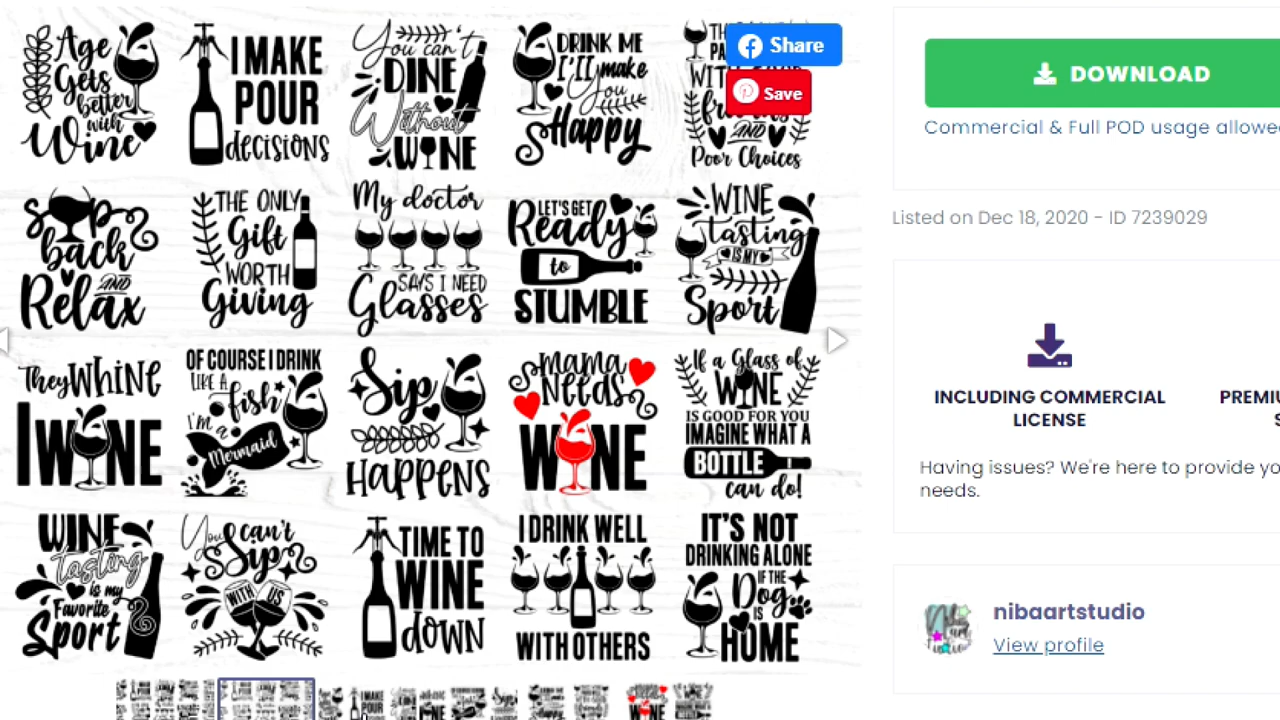 Age
Gets
better
with
Wine
I MAKE
POUR
decisions
You can't
DINE
Without
WINE
DRINK ME
I'll make
You
Happy
AND
Poor Choices
Share
Save
Sip
back
AND
Relax
THE ONLY
Gift
WORTH
Giving
My doctor
SAYS I NEED
Glasses
LET'S GET
Ready
to
STUMBLE
WINE
tasting
IS MY
Sport
They WHINE
I WINE
OF COURSE I DRINK
LIKE A
fish
I'm a
Mermaid
Sip
HAPPENS
mama
NEEDS
WINE
If a Glass of
WINE
IS GOOD FOR YOU
IMAGINE WHAT A
BOTTLE
can do!
WINE
tasting
is my
Favorite
Sport
You can't
Sip
WITH US
TIME TO
WINE
DOWN
I DRINK WELL
WITH OTHERS
IT'S NOT
DRINKING ALONE
IF THE
Dog
IS
HOME
DOWNLOAD
Commercial & Full POD usage allowe
Listed on Dec 18, 2020 - ID 7239029
INCLUDING COMMERCIAL
LICENSE
PREMIU
S
Having issues? We're here to provide yo
needs.
nibaartstudio
View profile